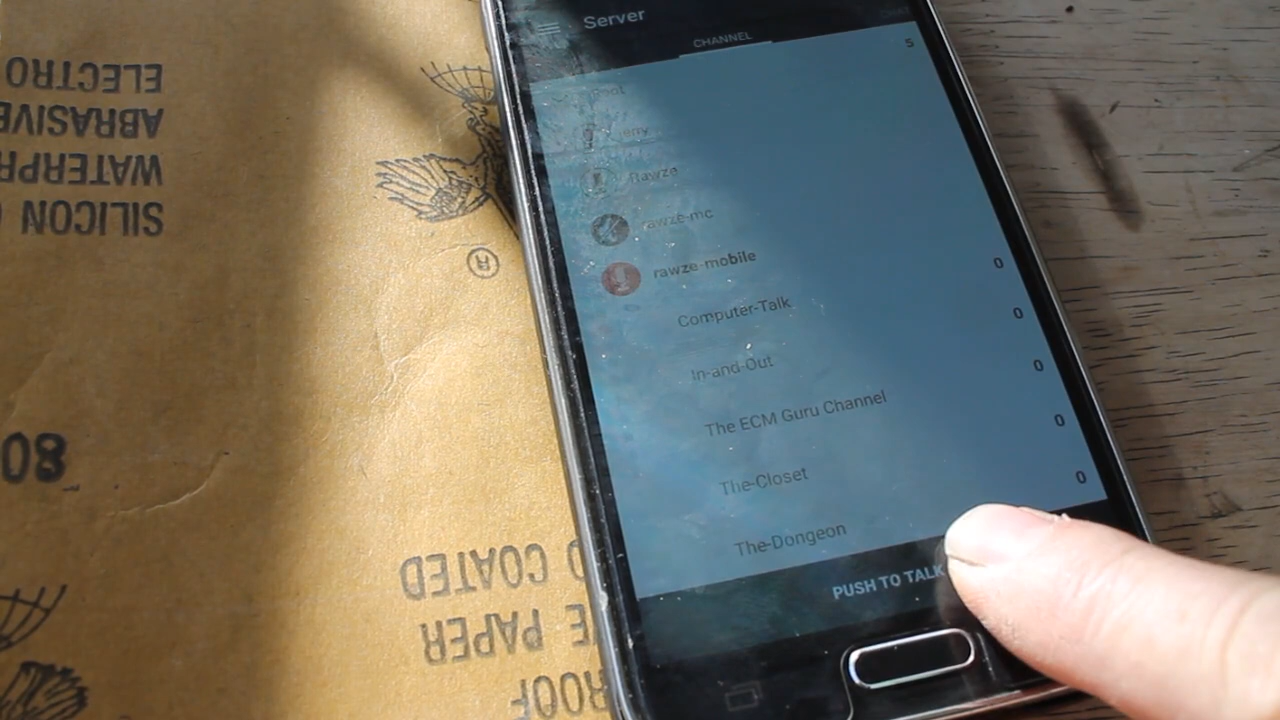 Server
CHANNEL
Root 5
Rawze
rawze-mc
rawze-mobile
Computer-Talk 0
In-and-Out 0
The ECM Guru Channel 0
The-Closet 0
The-Dongeon 0
PUSH TO TALK
ELECTRO
ABRASIVE
WATERPR
SILICON
®
80
COATED
E PAPER
ROOF